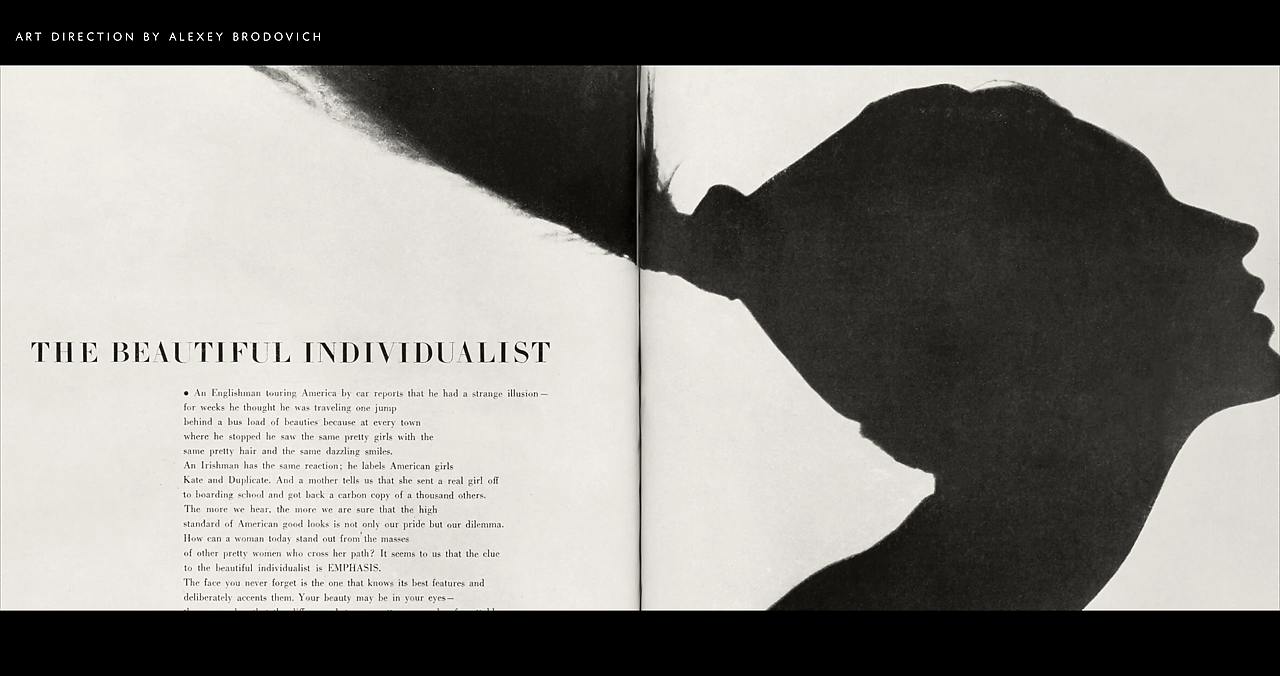 ART DIRECTION BY ALEXEY BRODOVICH
THE BEAUTIFUL INDIVIDUALIST
● An Englishman touring America by car reports that he had a strange illusion—
for weeks he thought he was traveling one jump
behind a bus load of beauties because at every town
where he stopped he saw the same pretty girls with the
same pretty hair and the same dazzling smiles.
An Irishman has the same reaction; he labels American girls
Kate and Duplicate. And a mother tells us that she sent a real girl off
to boarding school and got back a carbon copy of a thousand others.
The more we hear, the more we are sure that the high
standard of American good looks is not only our pride but our dilemma.
How can a woman today stand out from the masses
of other pretty women who cross her path? It seems to us that the clue
to the beautiful individualist is EMPHASIS.
The face you never forget is the one that knows its best features and
deliberately accents them. Your beauty may be in your eyes—